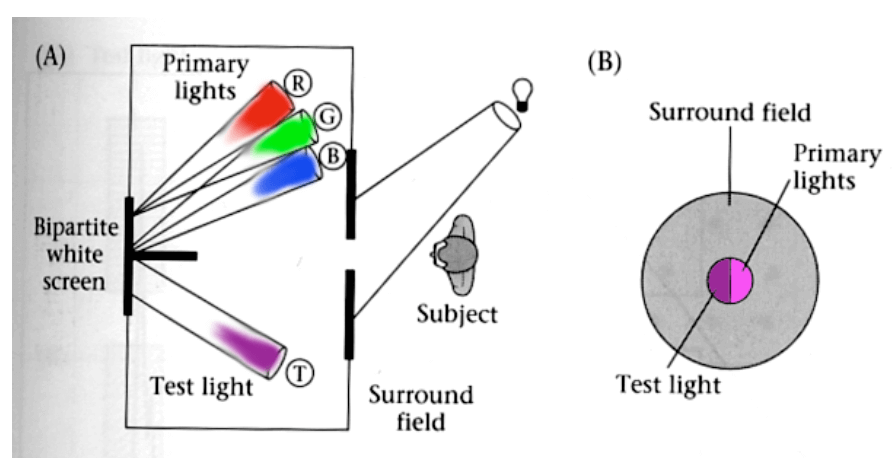 (A)
Primary
lights
R
G
B
Bipartite
white
screen
Subject
Test light
T
Surround
field
(B)
Surround field
Primary
lights
Test light